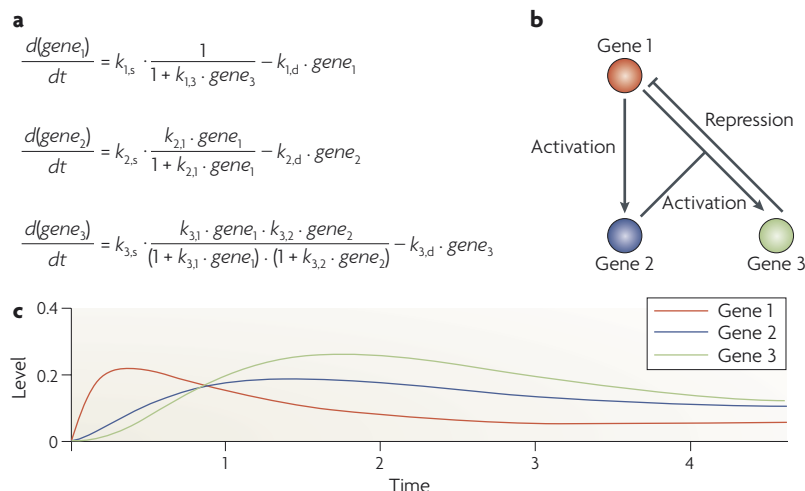 a
d(gene₁)/dt = k₁,s · 1/(1 + k₁,₃ · gene₃) − k₁,d · gene₁
d(gene₂)/dt = k₂,s · (k₂,₁ · gene₁)/(1 + k₂,₁ · gene₁) − k₂,d · gene₂
d(gene₃)/dt = k₃,s · (k₃,₁ · gene₁ · k₃,₂ · gene₂)/((1 + k₃,₁ · gene₁) · (1 + k₃,₂ · gene₂)) − k₃,d · gene₃
b
Gene 1
Repression
Activation
Activation
Gene 2
Gene 3
c
0.4
0.2
0
Level
Gene 1
Gene 2
Gene 3
1
2
3
4
Time